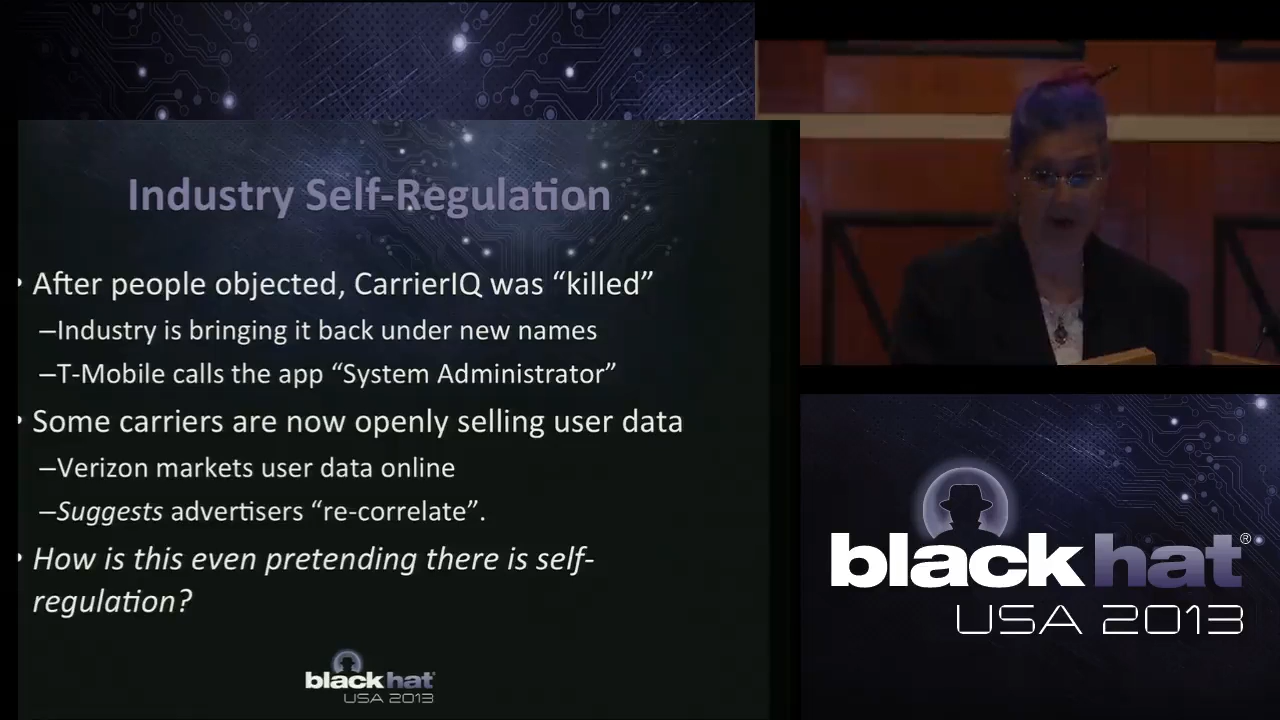 Industry Self-Regulation
• After people objected, CarrierIQ was “killed”
–Industry is bringing it back under new names
–T-Mobile calls the app “System Administrator”
• Some carriers are now openly selling user data
–Verizon markets user data online
–Suggests advertisers “re-correlate”.
• How is this even pretending there is self-
regulation?
black hat
USA 2013
black hat®
USA 2013